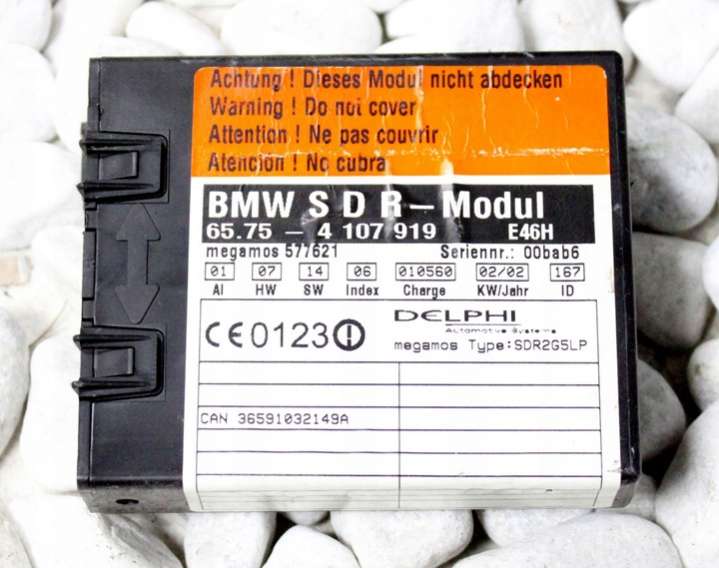 Achtung ! Dieses Modul nicht abdecken
Warning ! Do not cover
Attention ! Ne pas couvrir
Atención ! No cubra
BMW S D R – Modul
65.75 – 4 107 919 E46H
megamos 577621 Seriennr.: 00bab6
01 07 14 06 010560 02/02 167
AI HW SW Index Charge KW/Jahr ID
CE0123
DELPHI
Automotive Systems
megamos Type:SDR2G5LP
CAN 36591032149A